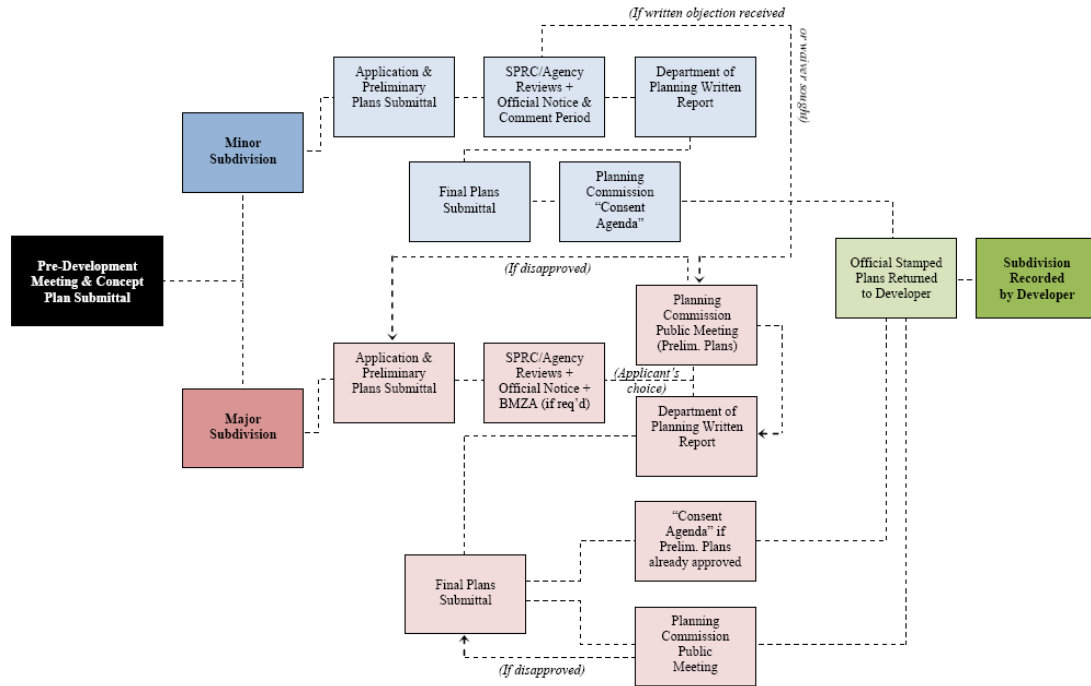 (If written objection received
or waiver sought)
Application &
Preliminary
Plans Submittal
SPRC/Agency
Reviews +
Official Notice &
Comment Period
Department of
Planning Written
Report
Minor
Subdivision
Final Plans
Submittal
Planning
Commission
“Consent
Agenda”
Pre-Development
Meeting & Concept
Plan Submittal
(If disapproved)
Official Stamped
Plans Returned
to Developer
Subdivision
Recorded
by Developer
Planning
Commission
Public Meeting
(Prelim. Plans)
Application &
Preliminary
Plans Submittal
SPRC/Agency
Reviews +
Official Notice +
BMZA (if req’d)
(Applicant’s
choice)
Major
Subdivision
Department of
Planning Written
Report
“Consent
Agenda” if
Prelim. Plans
already approved
Final Plans
Submittal
Planning
Commission
Public
Meeting
(If disapproved)